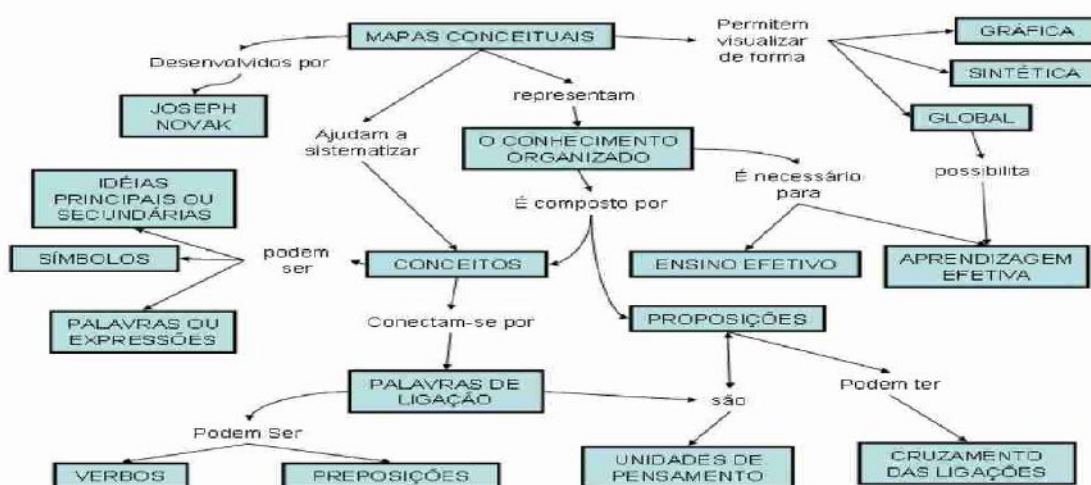 MAPAS CONCEITUAIS
Permitem
visualizar
de forma
GRÁFICA
SINTÉTICA
GLOBAL
Desenvolvidos por
JOSEPH
NOVAK
representam
Ajudam a
sistematizar
O CONHECIMENTO
ORGANIZADO
É necessário
para
possibilita
IDÉIAS
PRINCIPAIS OU
SECUNDÁRIAS
É composto por
SÍMBOLOS
podem
ser
CONCEITOS
ENSINO EFETIVO
APRENDIZAGEM
EFETIVA
PALAVRAS OU
EXPRESSÕES
Conectam-se por
PROPOSIÇÕES
PALAVRAS DE
LIGAÇÃO
são
Podem ter
Podem Ser
VERBOS
PREPOSIÇÕES
UNIDADES DE
PENSAMENTO
CRUZAMENTO
DAS LIGAÇÕES